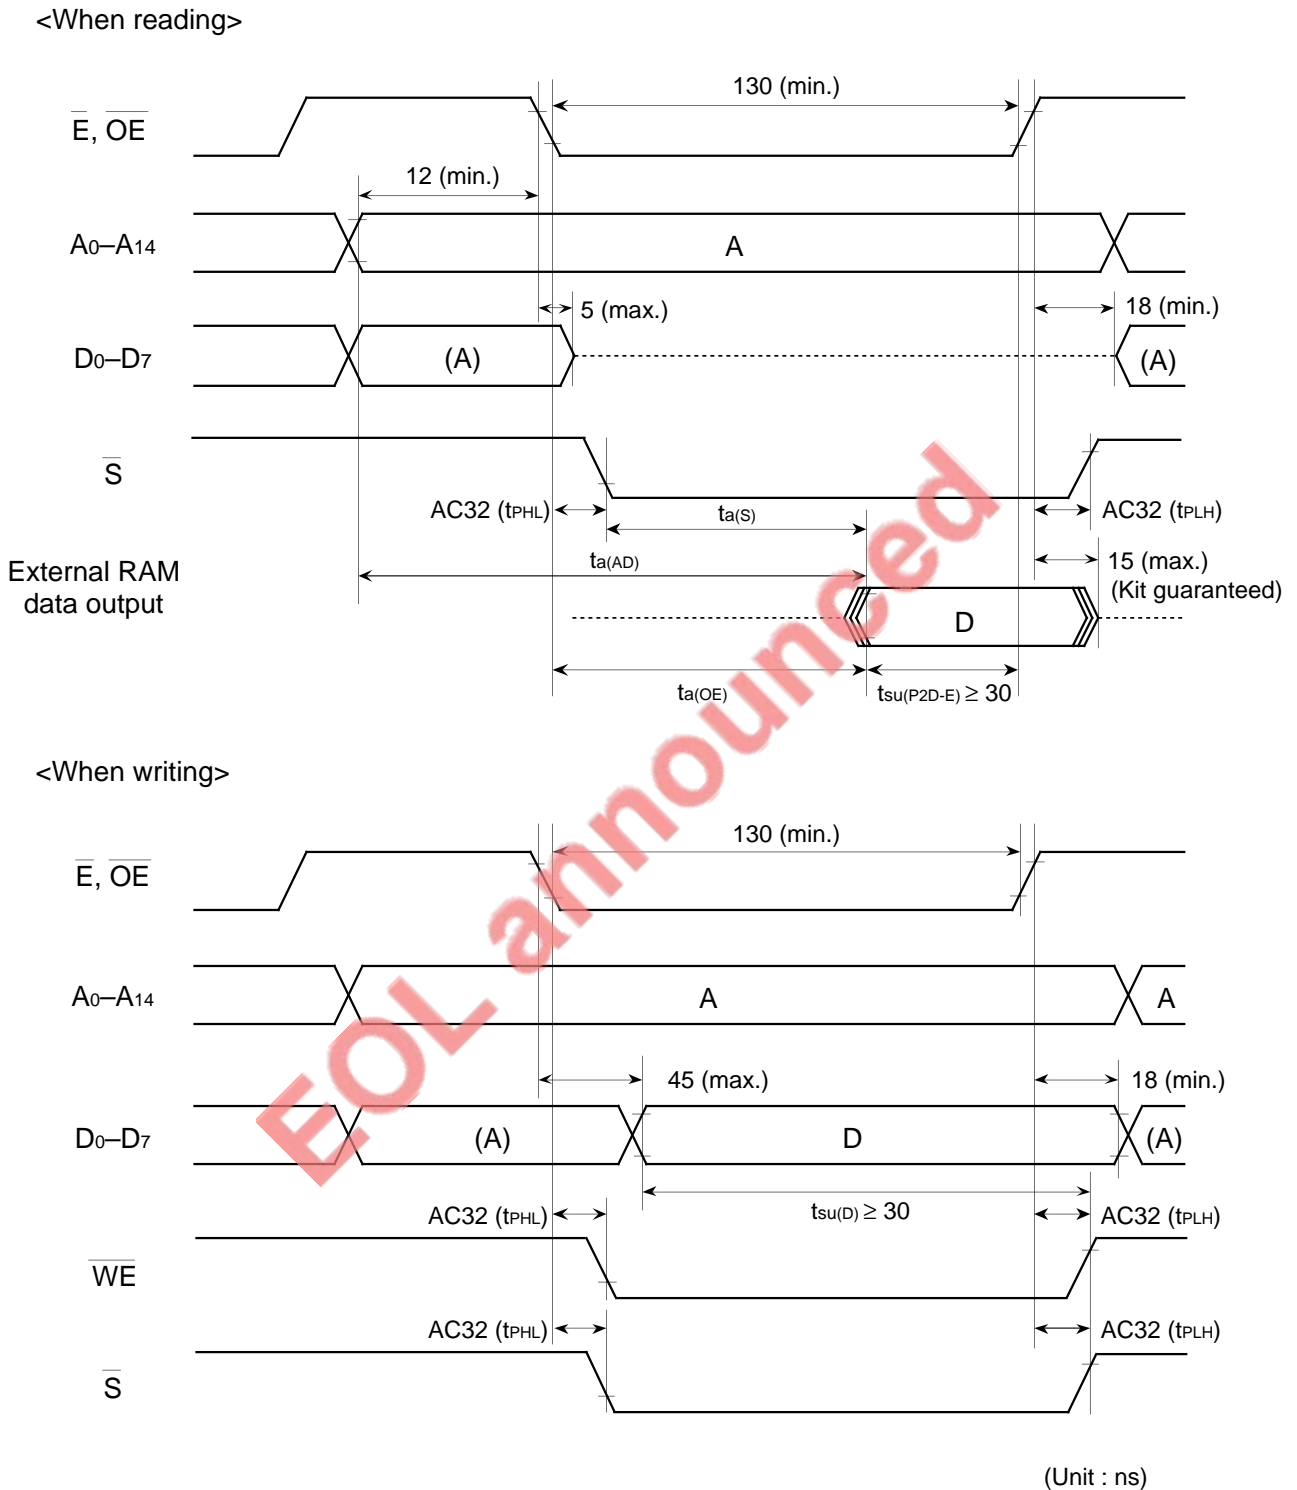 <When reading>
130 (min.)
E, OE
12 (min.)
A0–A14
A
5 (max.)
18 (min.)
D0–D7
(A)
(A)
S
AC32 (tPHL)
ta(S)
AC32 (tPLH)
ta(AD)
15 (max.)
(Kit guaranteed)
External RAM
data output
D
ta(OE)
tsu(P2D-E) ≥ 30
<When writing>
130 (min.)
E, OE
A0–A14
A
A
45 (max.)
18 (min.)
D0–D7
(A)
D
(A)
AC32 (tPHL)
tsu(D) ≥ 30
AC32 (tPLH)
WE
AC32 (tPHL)
AC32 (tPLH)
S
(Unit : ns)
EOL announced